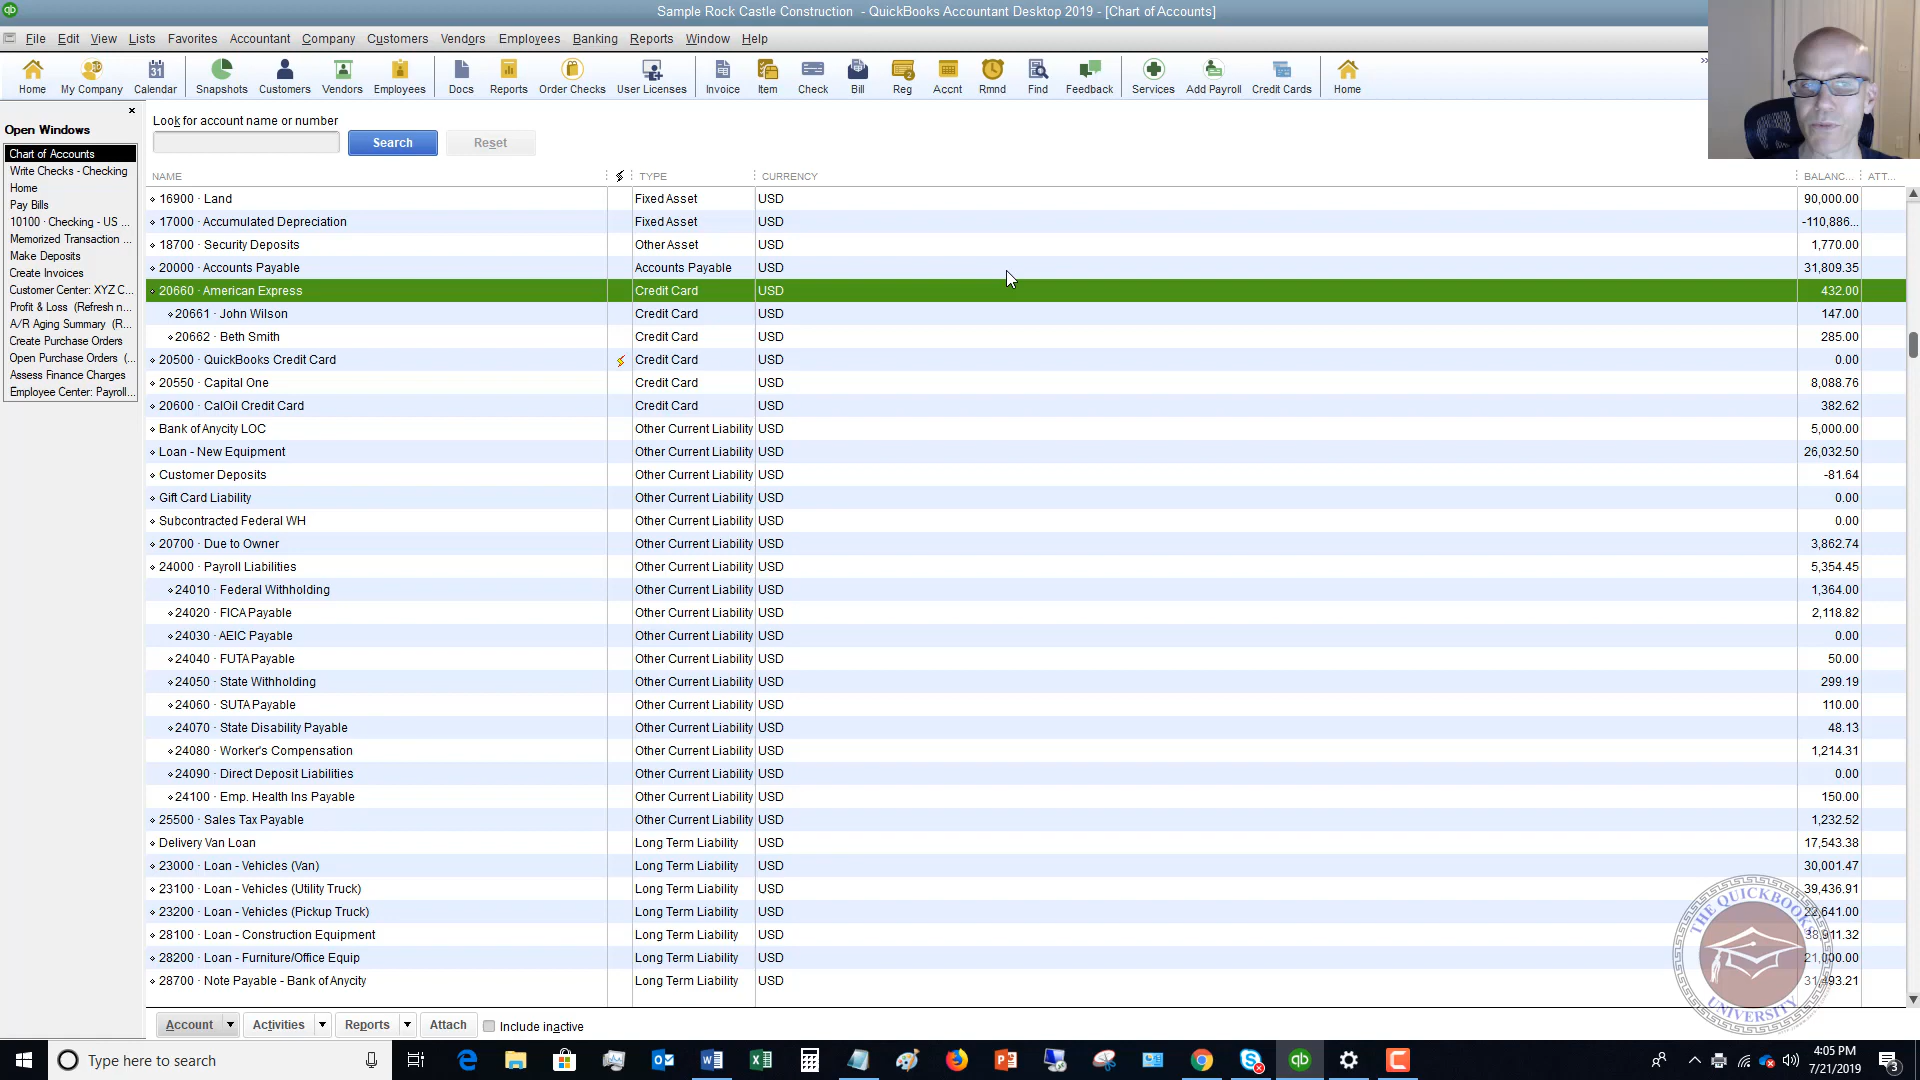 Sample Rock Castle Construction - QuickBooks Accountant Desktop 2019 - [Chart of Accounts]
File Edit View Lists Favorites Accountant Company Customers Vendors Employees Banking Reports Window Help
Home My Company Calendar Snapshots Customers Vendors Employees Docs Reports Order Checks User Licenses Invoice Item Check Bill Reg Accnt Rmnd Find Feedback Services Add Payroll Credit Cards Home
Open Windows
Chart of Accounts
Write Checks - Checking
Home
Pay Bills
10100 · Checking - US ...
Memorized Transaction ...
Make Deposits
Create Invoices
Customer Center: XYZ C...
Profit & Loss (Refresh n...
A/R Aging Summary (R...
Create Purchase Orders
Open Purchase Orders (...
Assess Finance Charges
Employee Center: Payroll...
Look for account name or number
Search Reset
NAME TYPE CURRENCY BALANC... ATT...
16900 · Land Fixed Asset USD 90,000.00
17000 · Accumulated Depreciation Fixed Asset USD -110,886...
18700 · Security Deposits Other Asset USD 1,770.00
20000 · Accounts Payable Accounts Payable USD 31,809.35
20660 · American Express Credit Card USD 432.00
20661 · John Wilson Credit Card USD 147.00
20662 · Beth Smith Credit Card USD 285.00
20500 · QuickBooks Credit Card Credit Card USD 0.00
20550 · Capital One Credit Card USD 8,088.76
20600 · CalOil Credit Card Credit Card USD 382.62
Bank of Anycity LOC Other Current Liability USD 5,000.00
Loan - New Equipment Other Current Liability USD 26,032.50
Customer Deposits Other Current Liability USD -81.64
Gift Card Liability Other Current Liability USD 0.00
Subcontracted Federal WH Other Current Liability USD 0.00
20700 · Due to Owner Other Current Liability USD 3,862.74
24000 · Payroll Liabilities Other Current Liability USD 5,354.45
24010 · Federal Withholding Other Current Liability USD 1,364.00
24020 · FICA Payable Other Current Liability USD 2,118.82
24030 · AEIC Payable Other Current Liability USD 0.00
24040 · FUTA Payable Other Current Liability USD 50.00
24050 · State Withholding Other Current Liability USD 299.19
24060 · SUTA Payable Other Current Liability USD 110.00
24070 · State Disability Payable Other Current Liability USD 48.13
24080 · Worker's Compensation Other Current Liability USD 1,214.31
24090 · Direct Deposit Liabilities Other Current Liability USD 0.00
24100 · Emp. Health Ins Payable Other Current Liability USD 150.00
25500 · Sales Tax Payable Other Current Liability USD 1,232.52
Delivery Van Loan Long Term Liability USD 17,543.38
23000 · Loan - Vehicles (Van) Long Term Liability USD 30,001.47
23100 · Loan - Vehicles (Utility Truck) Long Term Liability USD 39,436.91
23200 · Loan - Vehicles (Pickup Truck) Long Term Liability USD 22,641.00
28100 · Loan - Construction Equipment Long Term Liability USD 38,911.32
28200 · Loan - Furniture/Office Equip Long Term Liability USD 21,000.00
28700 · Note Payable - Bank of Anycity Long Term Liability USD 31,493.21
THE QUICKBOOKS UNIVERSITY
Account Activities Reports Attach Include inactive
Type here to search
4:05 PM
7/21/2019
3